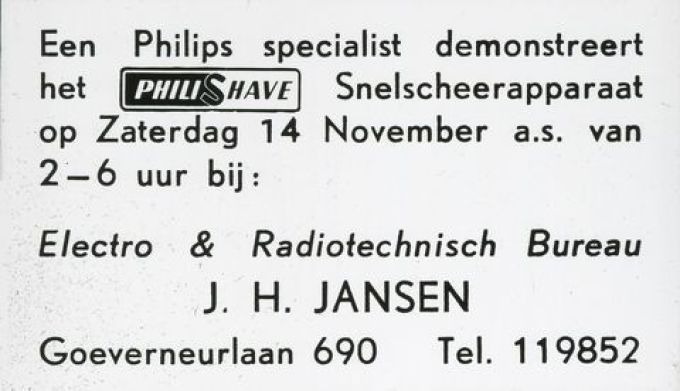 Een Philips specialist demonstreert
het PHILISHAVE Snelscheerapparaat
op Zaterdag 14 November a.s. van
2–6 uur bij:
Electro & Radiotechnisch Bureau
J. H. JANSEN
Goeverneurlaan 690 Tel. 119852